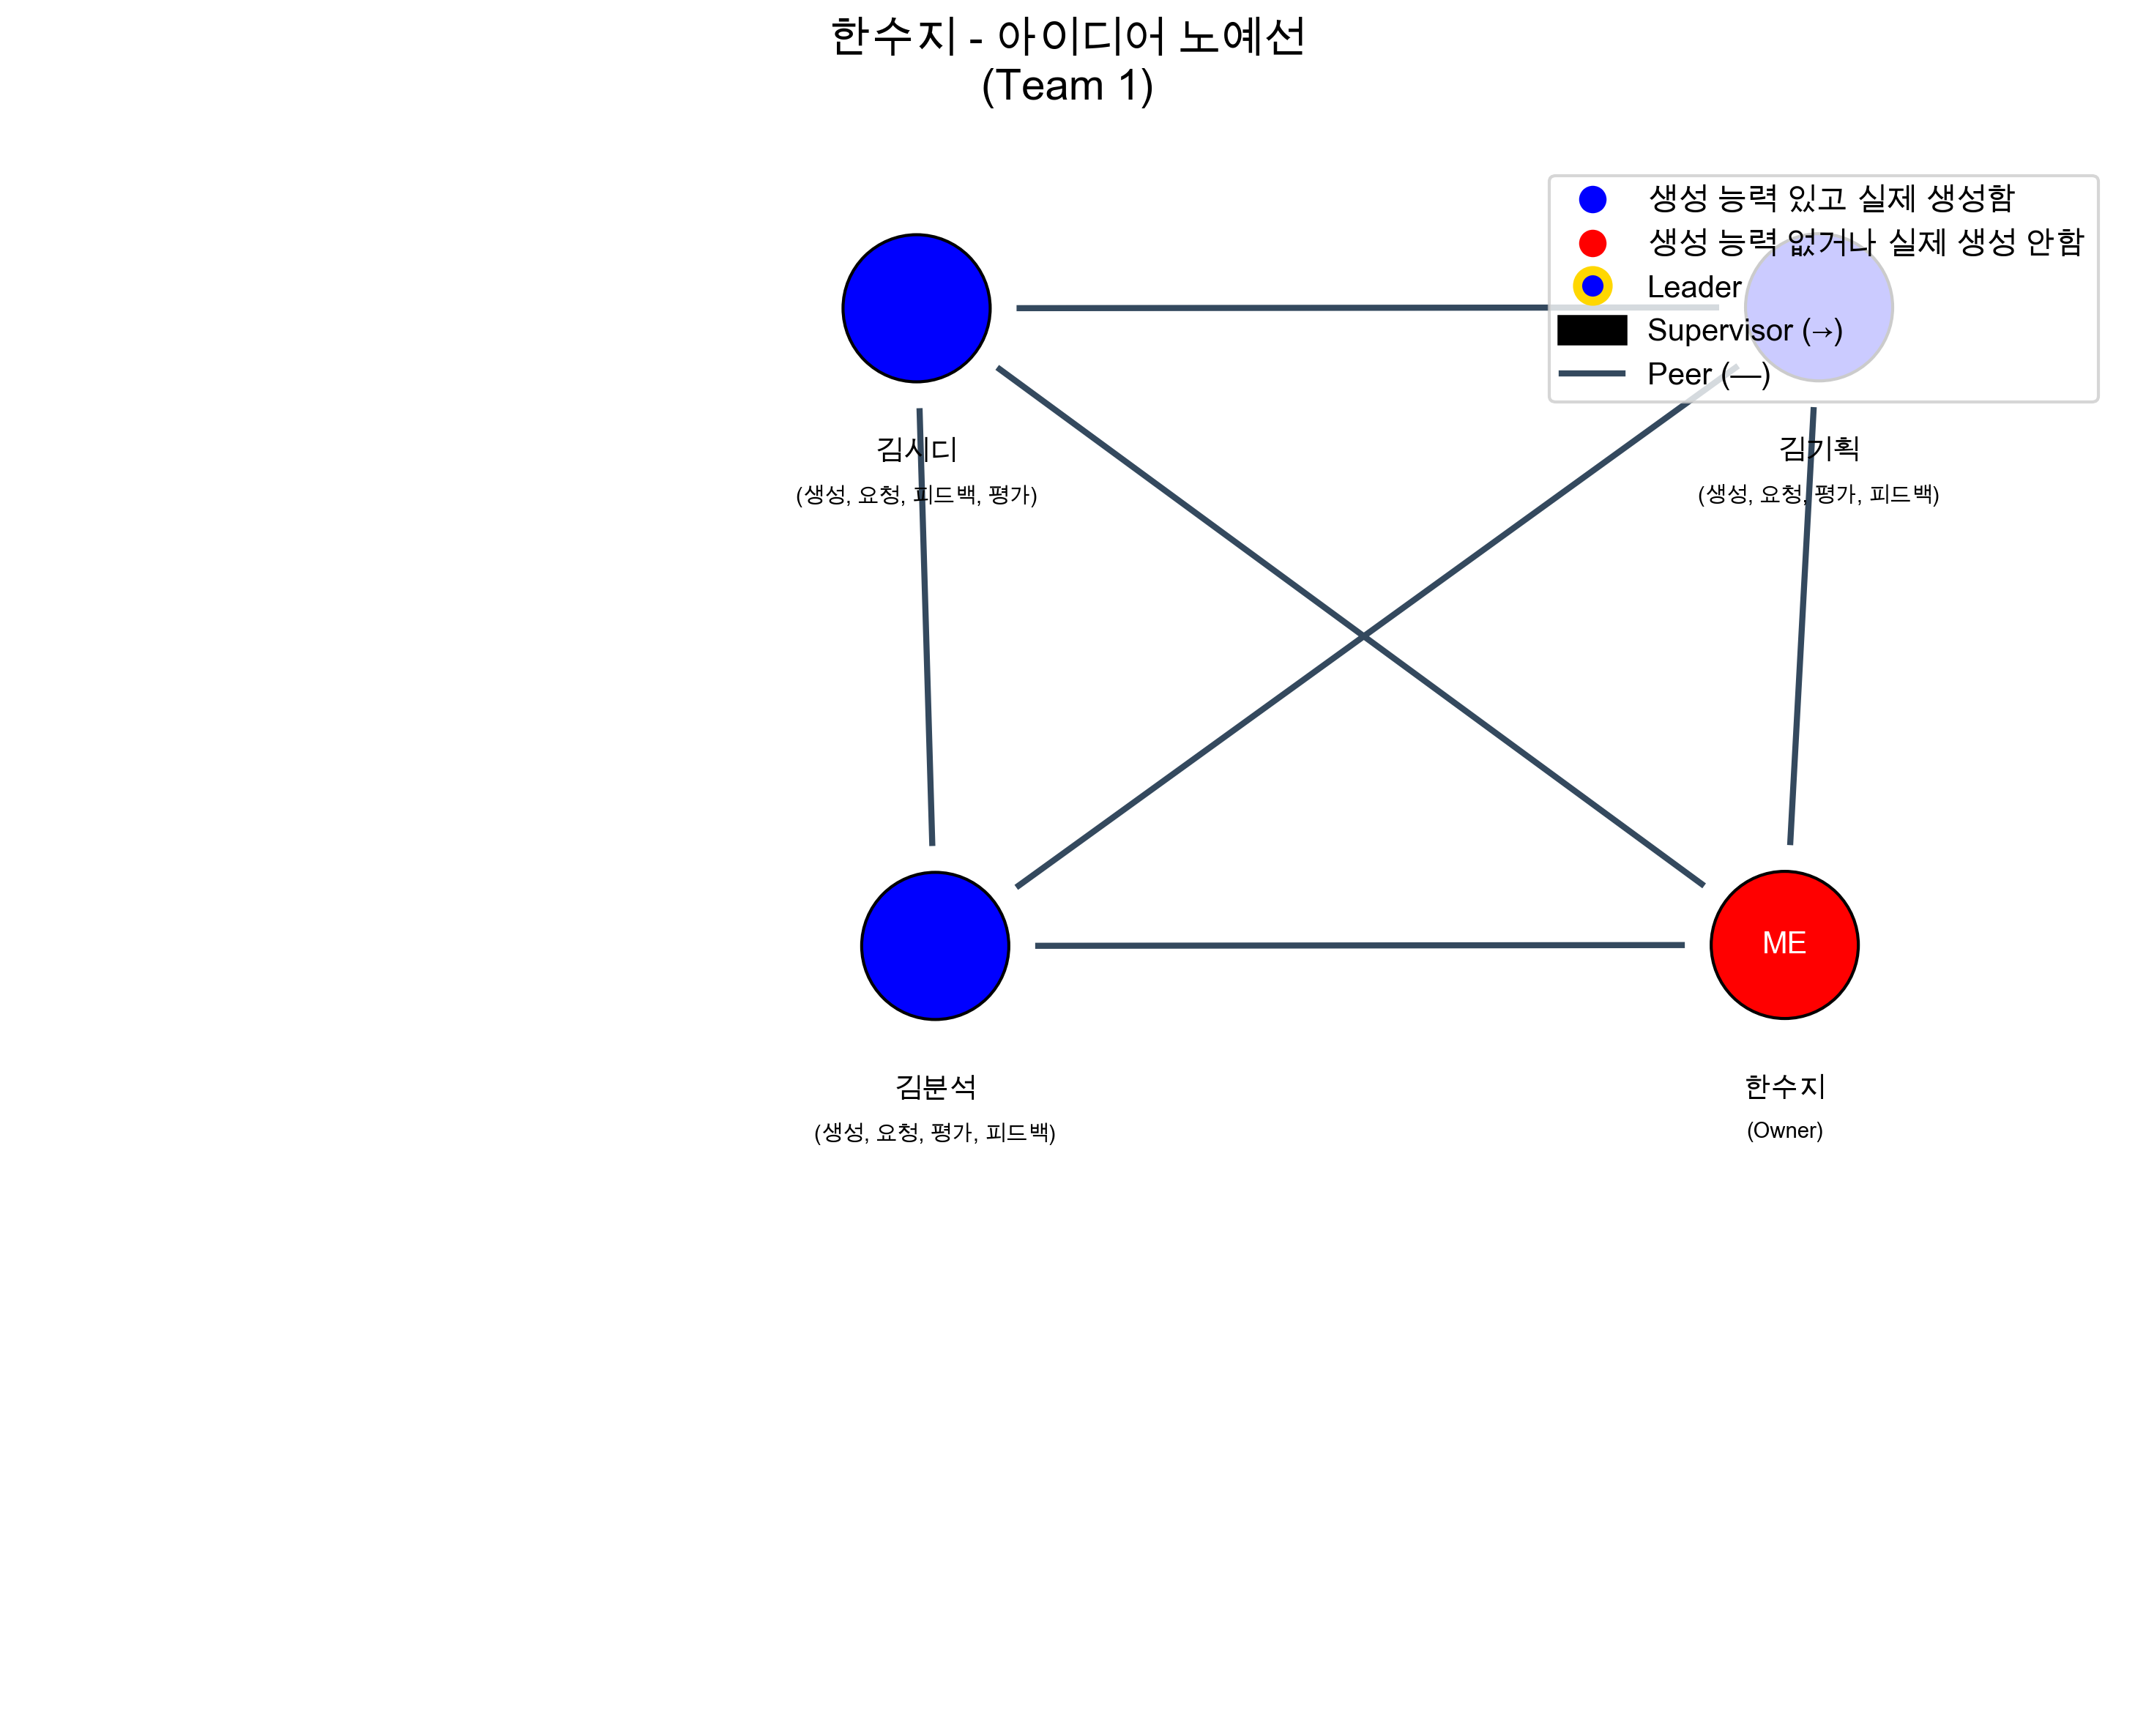 한수지 - 아이디어 노예선
(Team 1)
생성 능력 있고 실제 생성함
생성 능력 없거나 실제 생성 안함
Leader
Supervisor (→)
Peer (—)
김시디
(생성, 요청, 피드백, 평가)
김기획
(생성, 요청, 평가, 피드백)
ME
김분석
(생성, 요청, 평가, 피드백)
한수지
(Owner)